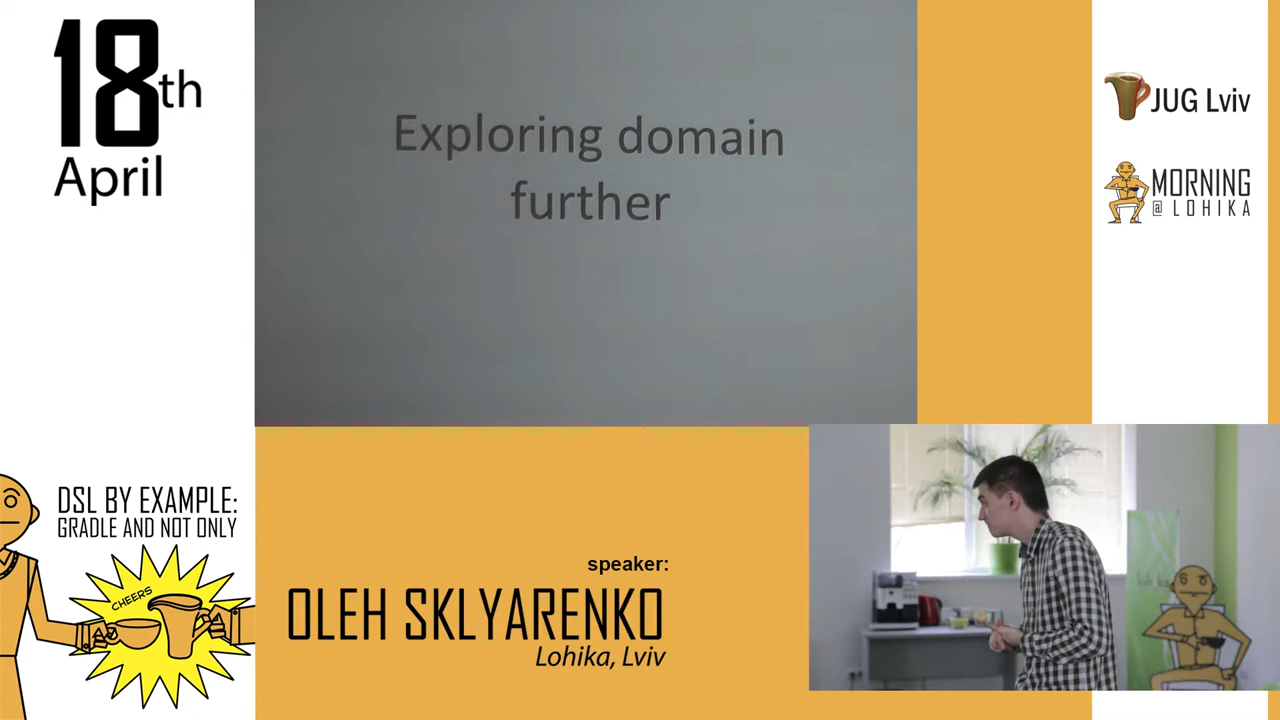 18th
April
Exploring domain
further
JUG Lviv
MORNING
@ LOHIKA
DSL BY EXAMPLE:
GRADLE AND NOT ONLY
CHEERS
speaker:
OLEH SKLYARENKO
Lohika, Lviv